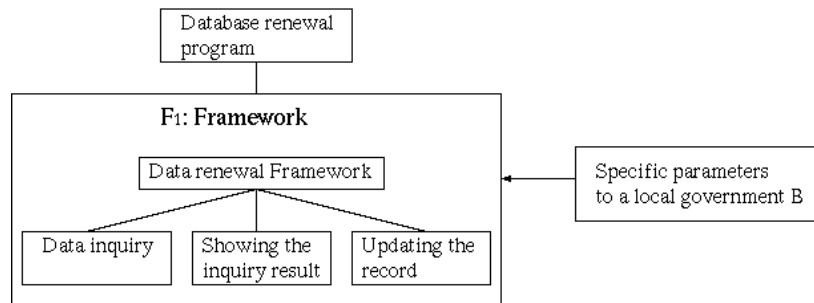 Database renewal
program
F1: Framework
Data renewal Framework
Specific parameters
to a local government B
Data inquiry
Showing the
inquiry result
Updating the
record